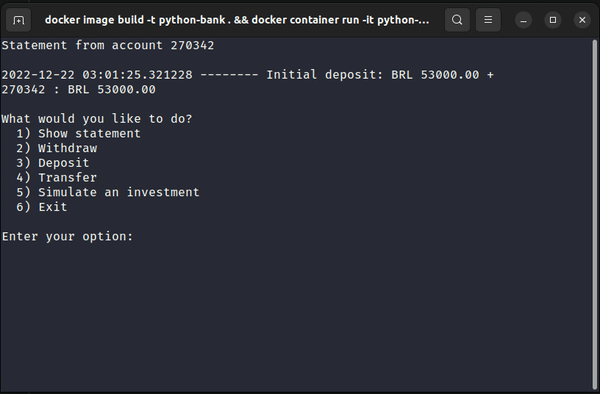 docker image build -t python-bank . && docker container run -it python-...
Statement from account 270342
2022-12-22 03:01:25.321228 -------- Initial deposit: BRL 53000.00 +
270342 : BRL 53000.00
What would you like to do?
1) Show statement
2) Withdraw
3) Deposit
4) Transfer
5) Simulate an investment
6) Exit
Enter your option: